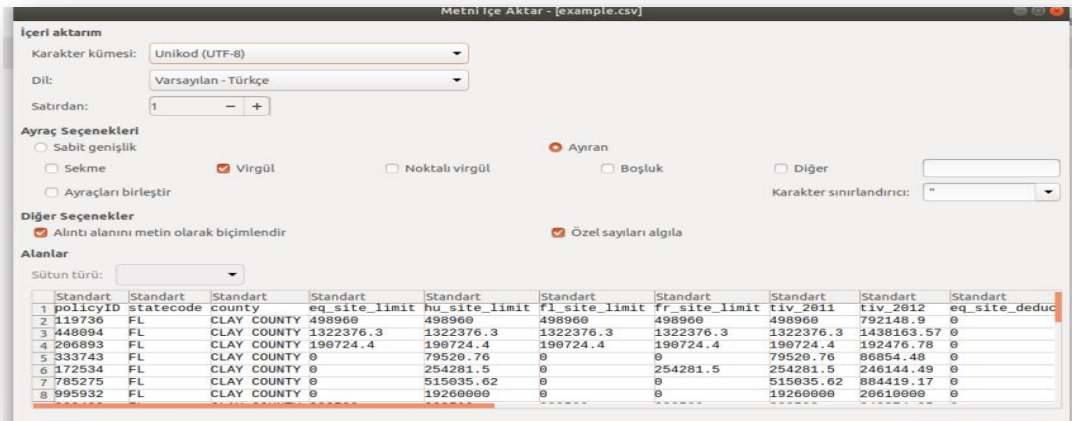 Metni İçe Aktar - [example.csv]
İçeri aktarım
Karakter kümesi: Unikod (UTF-8)
Dil: Varsayılan - Türkçe
Satırdan: 1 − +
Ayraç Seçenekleri
Sabit genişlik Ayıran
Sekme Virgül Noktalı virgül Boşluk Diğer
Ayraçları birleştir Karakter sınırlandırıcı: "
Diğer Seçenekler
Alıntı alanını metin olarak biçimlendir Özel sayıları algıla
Alanlar
Sütun türü:
Standart Standart Standart Standart Standart Standart Standart Standart Standart Standart
1 policyID statecode county eq_site_limit hu_site_limit fl_site_limit fr_site_limit tiv_2011 tiv_2012 eq_site_deduc
2 119736 FL CLAY COUNTY 498960 498960 498960 498960 498960 792148.9 0
3 448094 FL CLAY COUNTY 1322376.3 1322376.3 1322376.3 1322376.3 1322376.3 1438163.57 0
4 206893 FL CLAY COUNTY 190724.4 190724.4 190724.4 190724.4 190724.4 192476.78 0
5 333743 FL CLAY COUNTY 0 79520.76 0 0 79520.76 86854.48 0
6 172534 FL CLAY COUNTY 0 254281.5 0 254281.5 254281.5 246144.49 0
7 785275 FL CLAY COUNTY 0 515035.62 0 0 515035.62 884419.17 0
8 995932 FL CLAY COUNTY 0 19260000 0 0 19260000 20610000 0